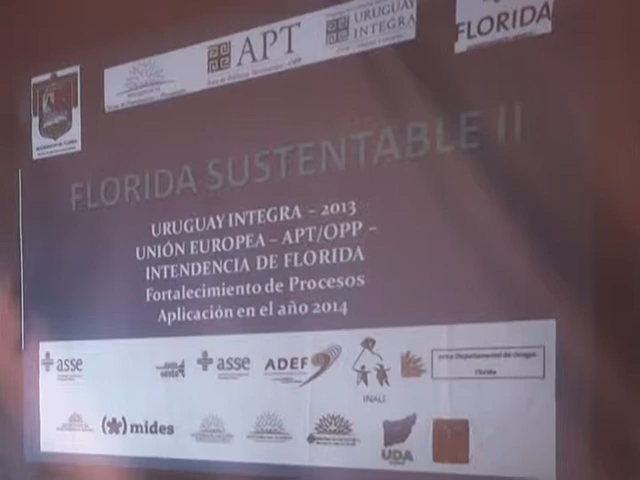 APT
URUGUAY
INTEGRA
FLORIDA
FLORIDA SUSTENTABLE II
URUGUAY INTEGRA – 2013
UNIÓN EUROPEA – APT/OPP –
INTENDENCIA DE FLORIDA
Fortalecimiento de Procesos
Aplicación en el año 2014
asse
asse
ADEF
INAU
Florida
mides
UDA